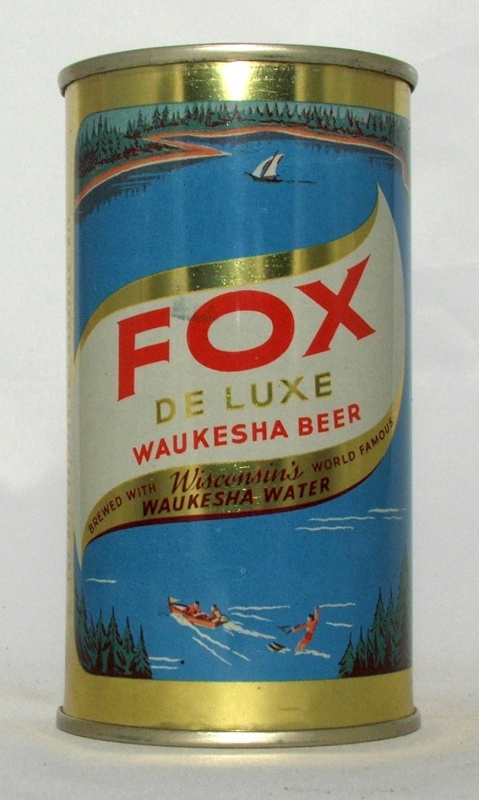 FOX
DE LUXE
WAUKESHA BEER
BREWED WITH Wisconsin's WORLD FAMOUS
WAUKESHA WATER